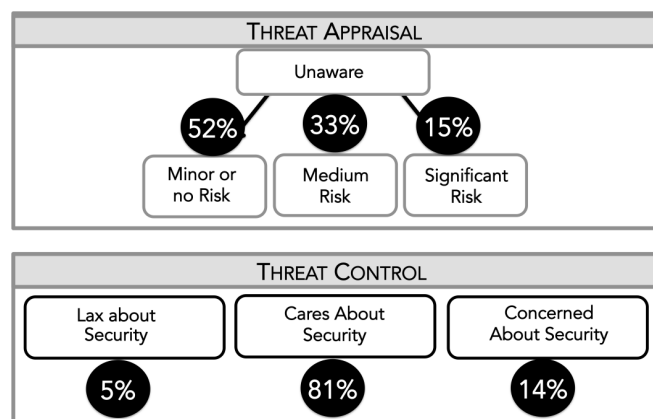 THREAT APPRAISAL
Unaware
52% 33% 15%
Minor or Medium Significant
no Risk Risk Risk
THREAT CONTROL
Lax about Cares About Concerned
Security Security About Security
5% 81% 14%